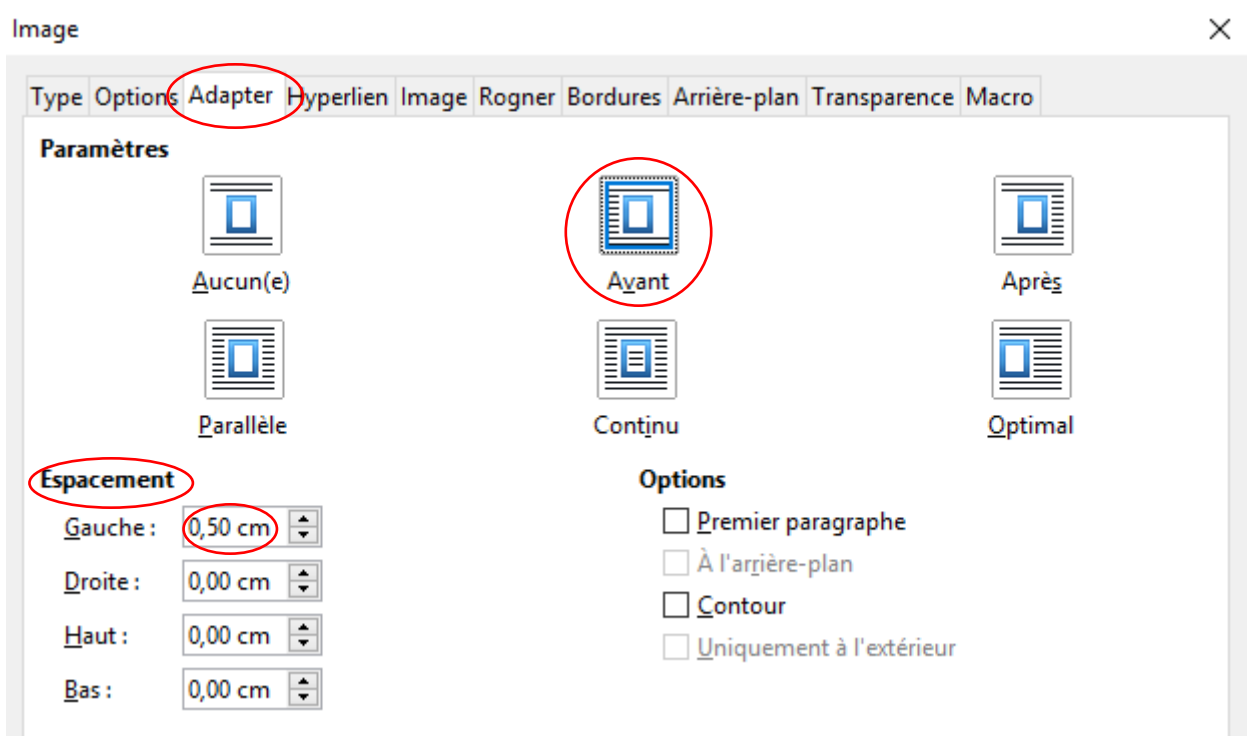 Image
Type Options Adapter Hyperlien Image Rogner Bordures Arrière-plan Transparence Macro
Paramètres
Aucun(e) Avant Après
Parallèle Continu Optimal
Espacement Options
Gauche : 0,50 cm Premier paragraphe
Droite : 0,00 cm À l'arrière-plan
Haut : 0,00 cm Contour
Bas : 0,00 cm Uniquement à l'extérieur